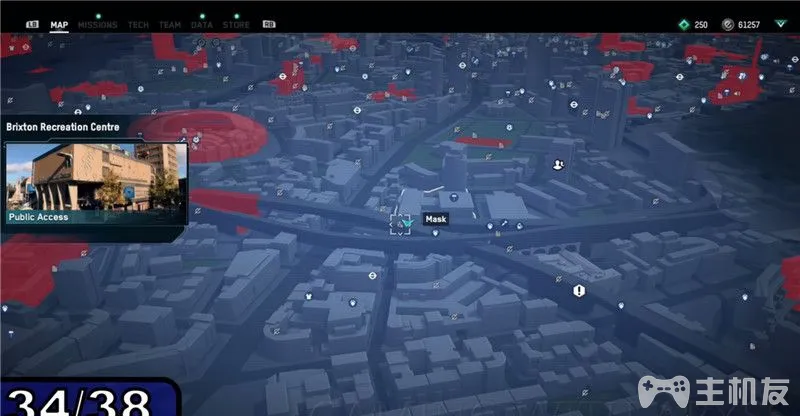 LB MAP MISSIONS TECH TEAM DATA STORE RB 250 61257
Brixton Recreation Centre
Public Access
Mask
34/38
主机友